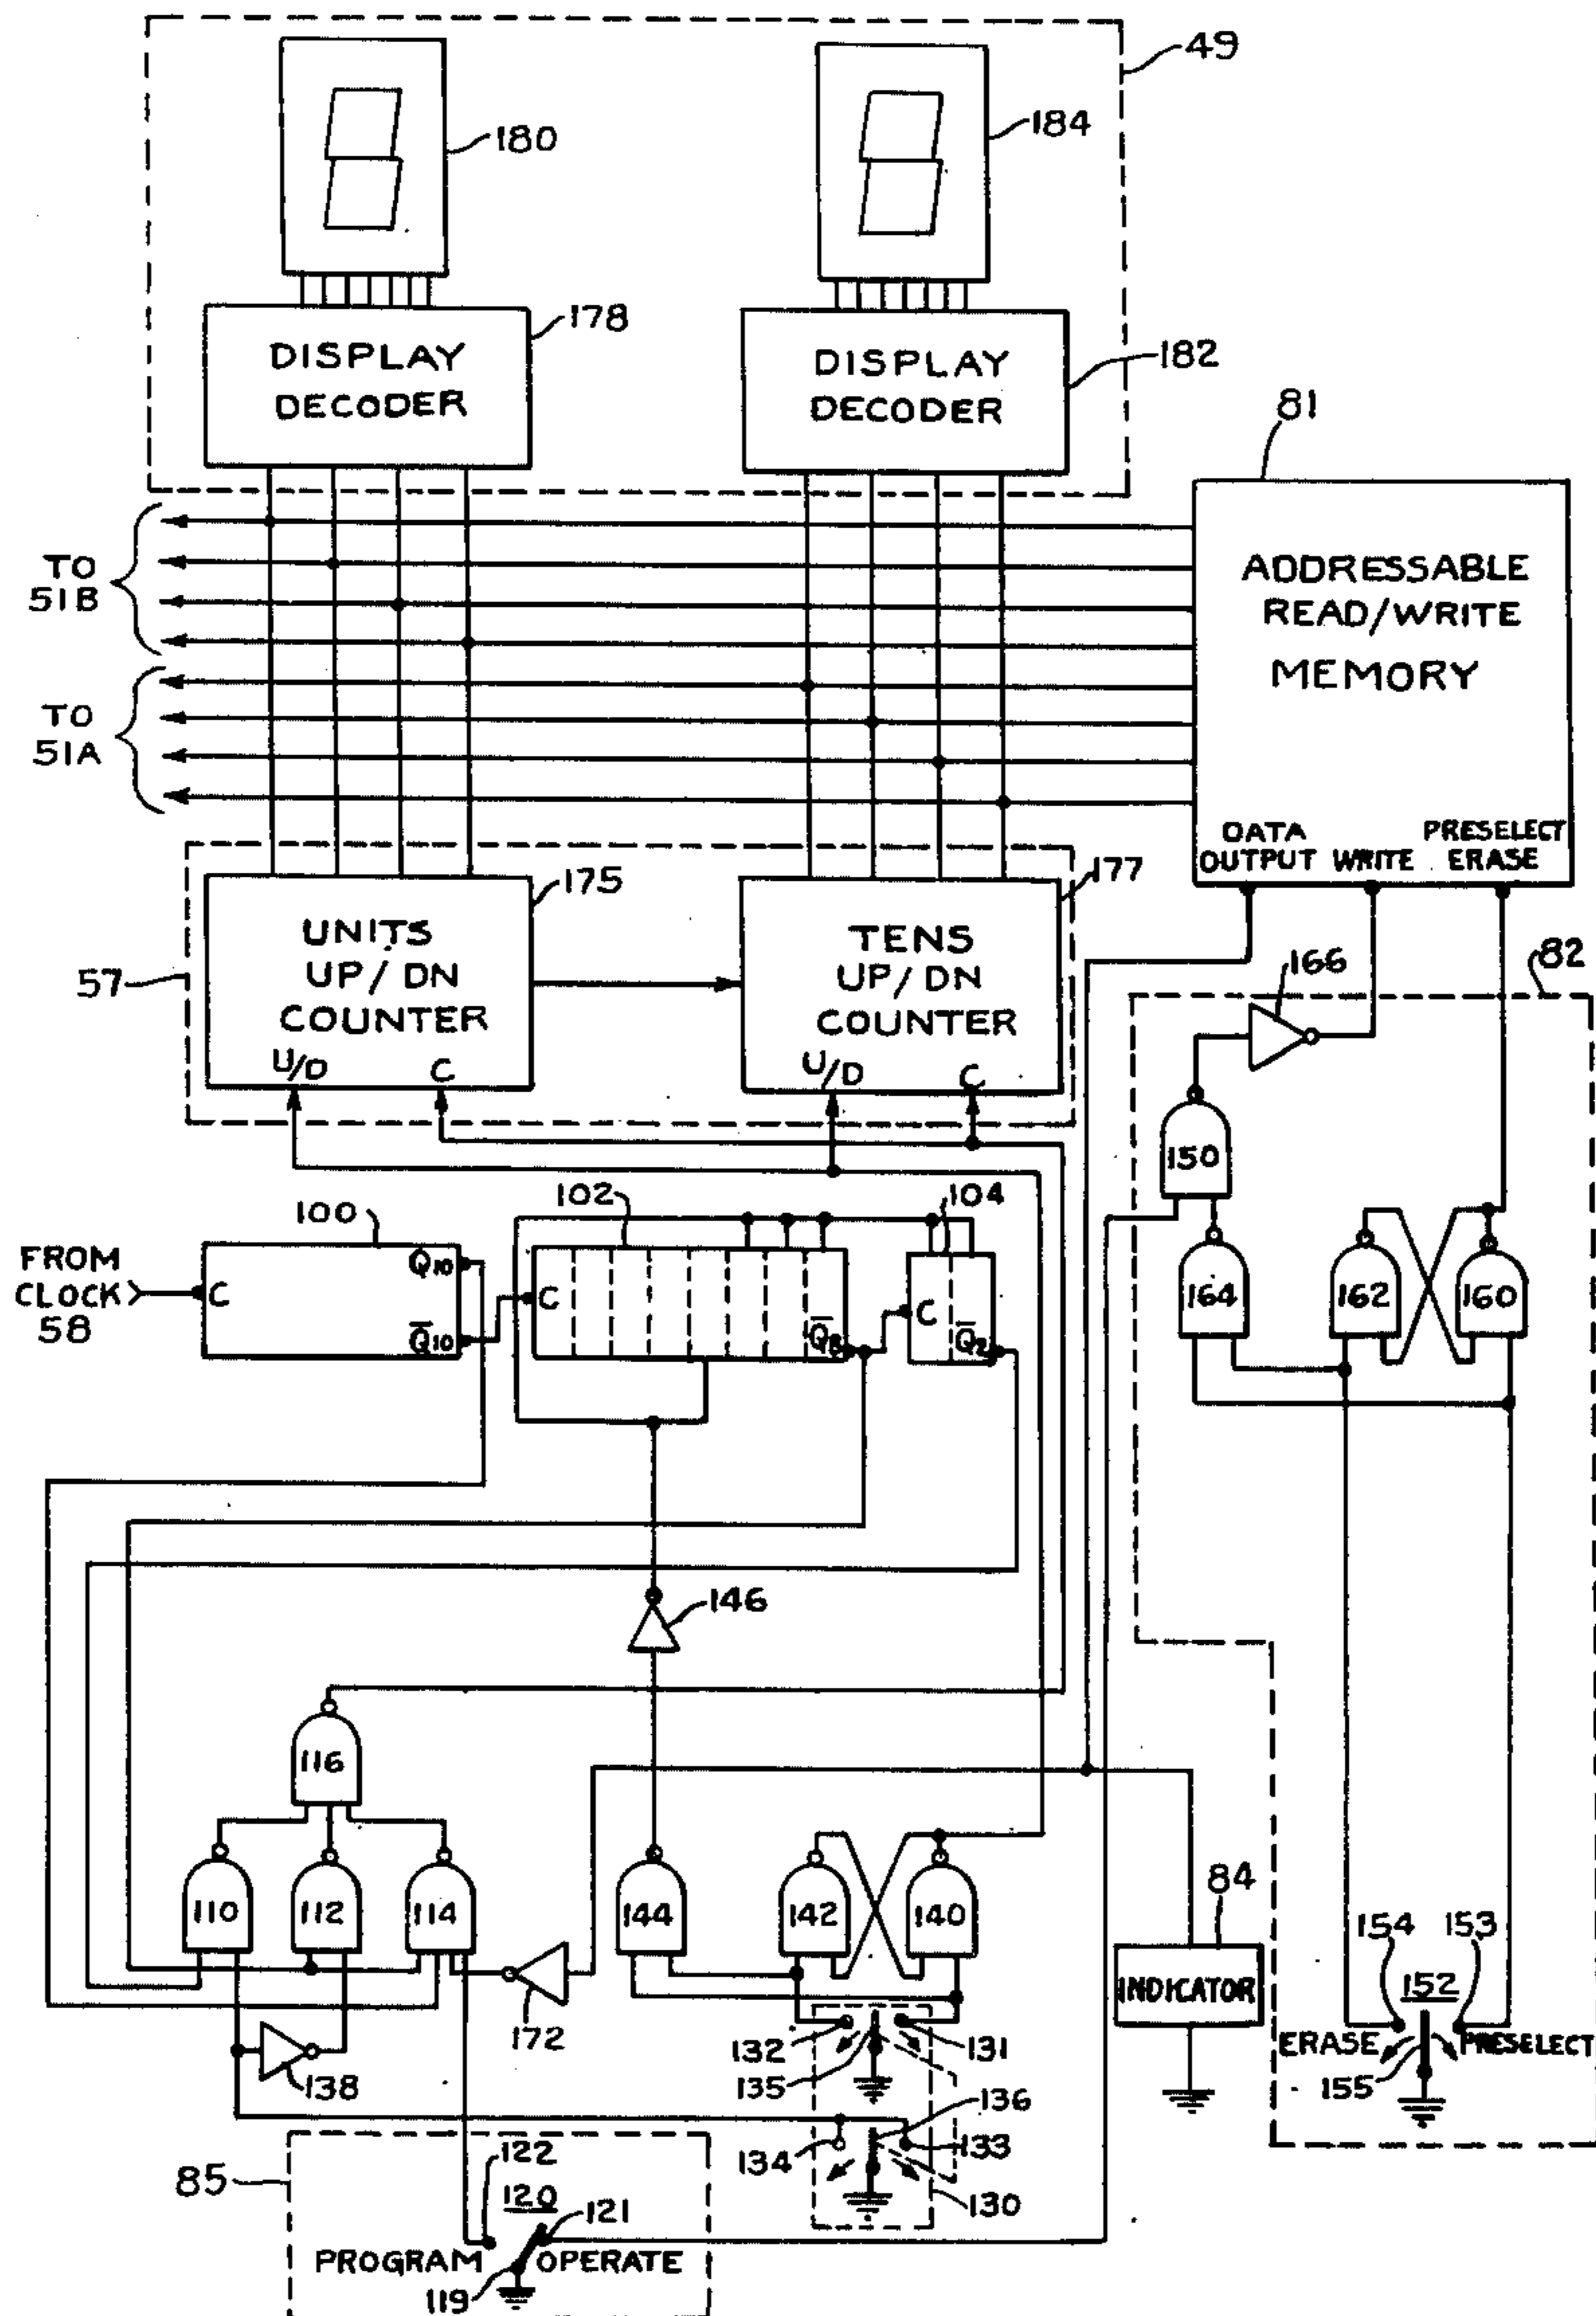 49
180
184
178
DISPLAY
DECODER
182
DISPLAY
DECODER
81
TO
51B
ADDRESSABLE
READ/WRITE
MEMORY
TO
51A
DATA
OUTPUT
WRITE
PRESELECT
ERASE
175
177
UNITS
UP/DN
COUNTER
TENS
UP/DN
COUNTER
57
166
82
U/D
C
U/D
C
150
102
104
100
FROM
CLOCK
58
C
Q10
Q̅10
C
Q̅8
C
Q̅2
164
162
160
146
116
110
112
114
144
142
140
84
154
153
INDICATOR
152
172
132
131
ERASE
PRESELECT
138
135
155
136
134
133
122
85
120
121
130
PROGRAM
OPERATE
119